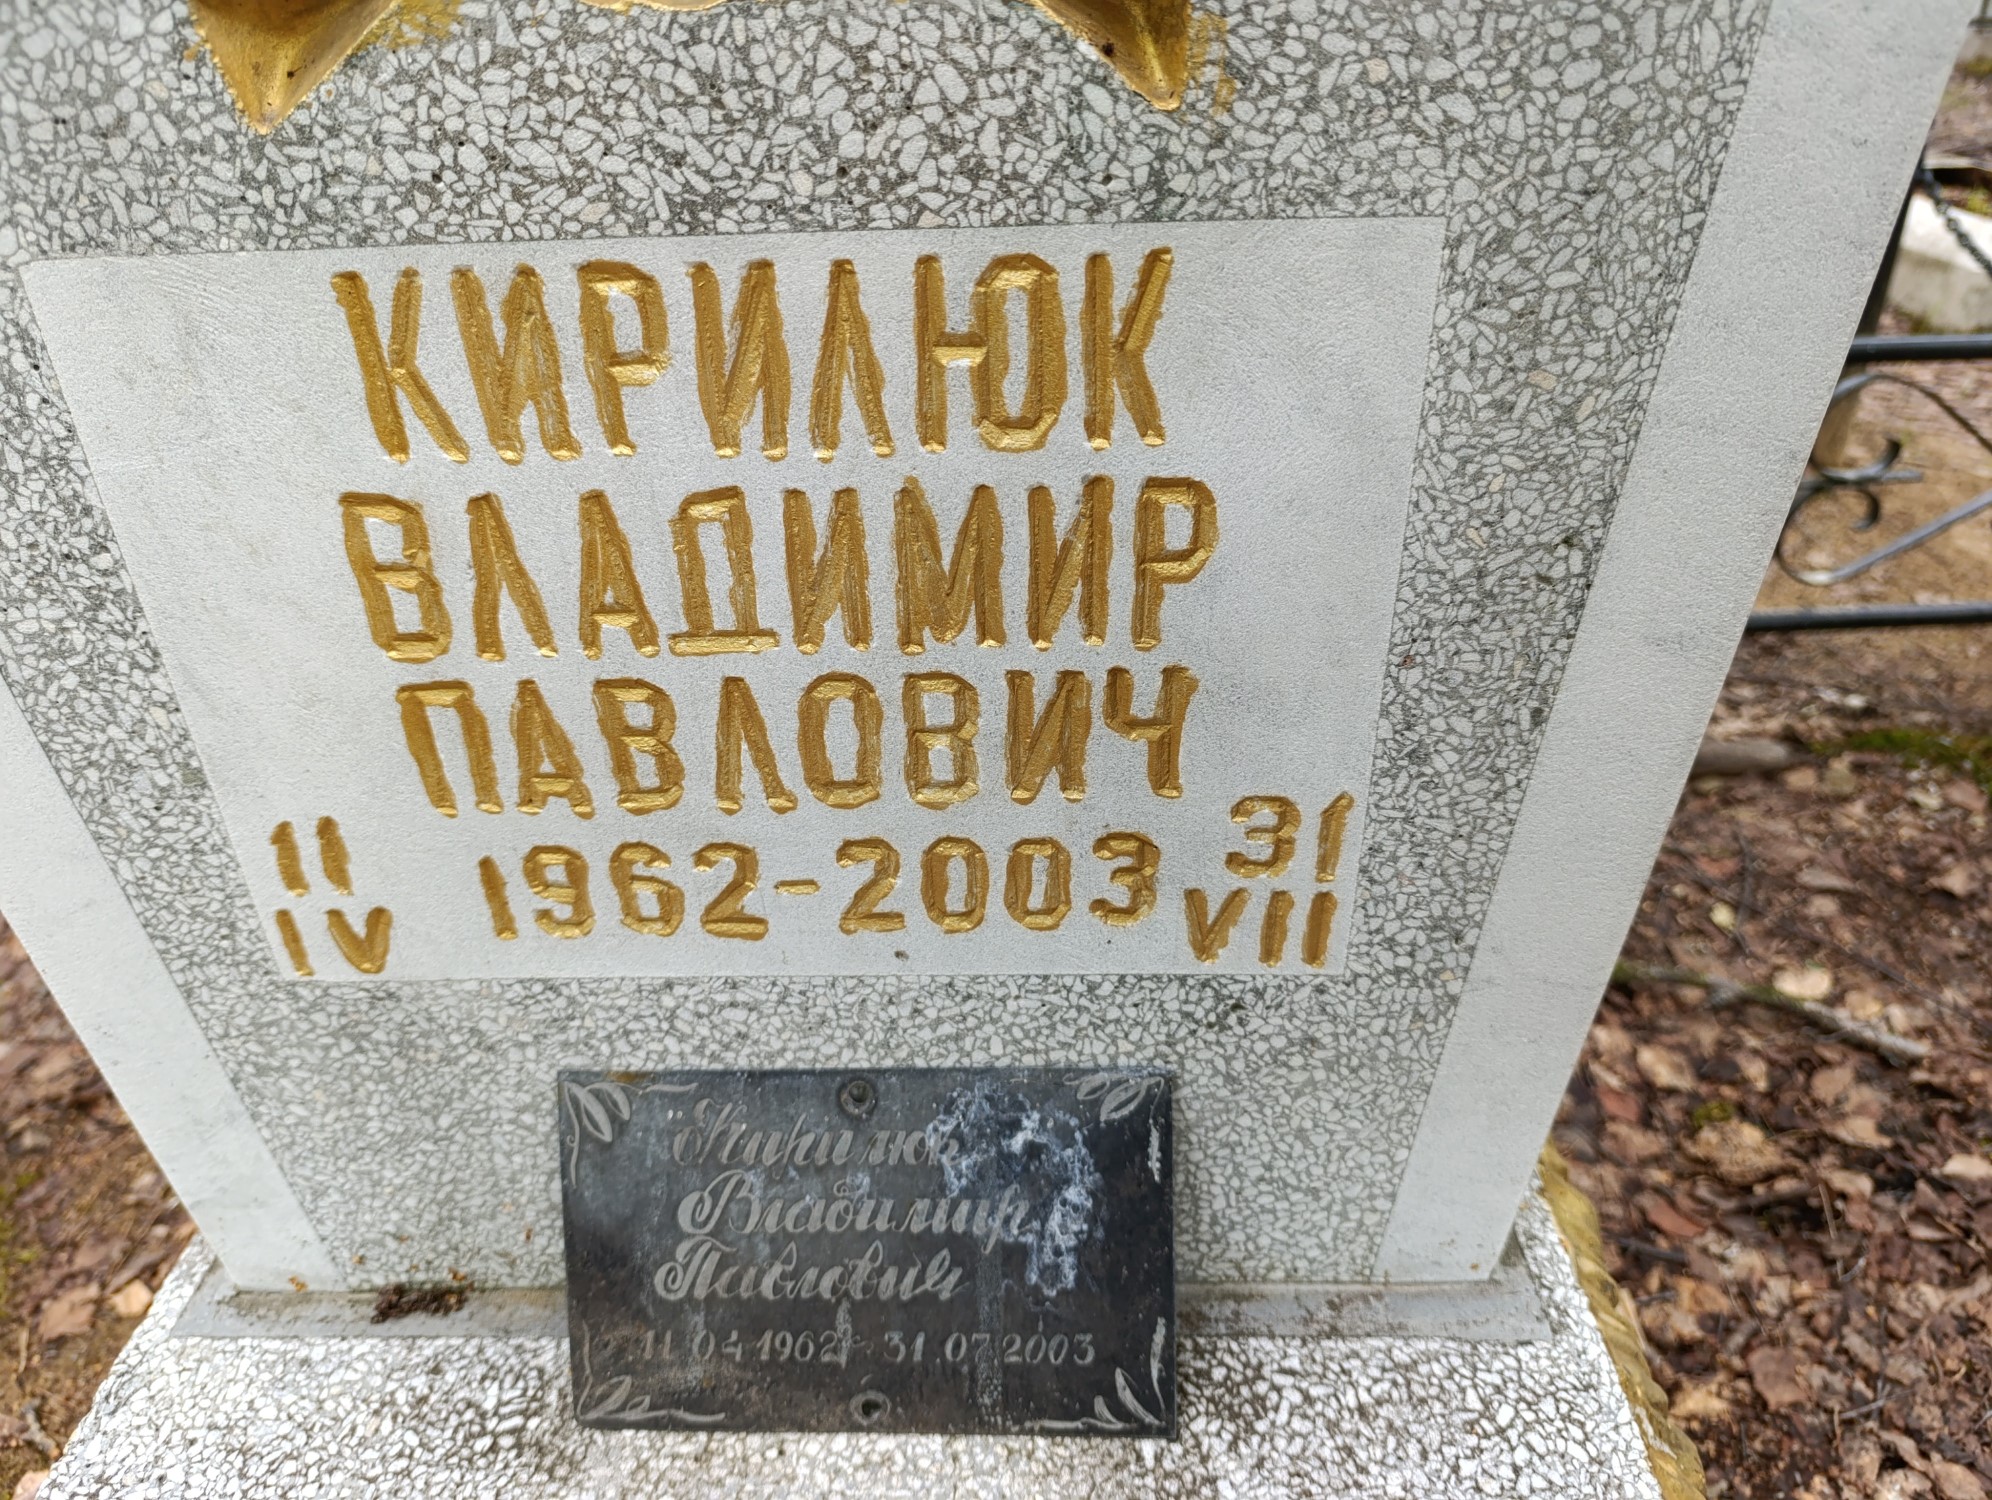 КИРИЛЮК
ВЛАДИМИР
ПАВЛОВИЧ
11 IV 1962-2003 31 VII
Кирилюк
Владимир
Павлович
11.04.1962 - 31.07.2003